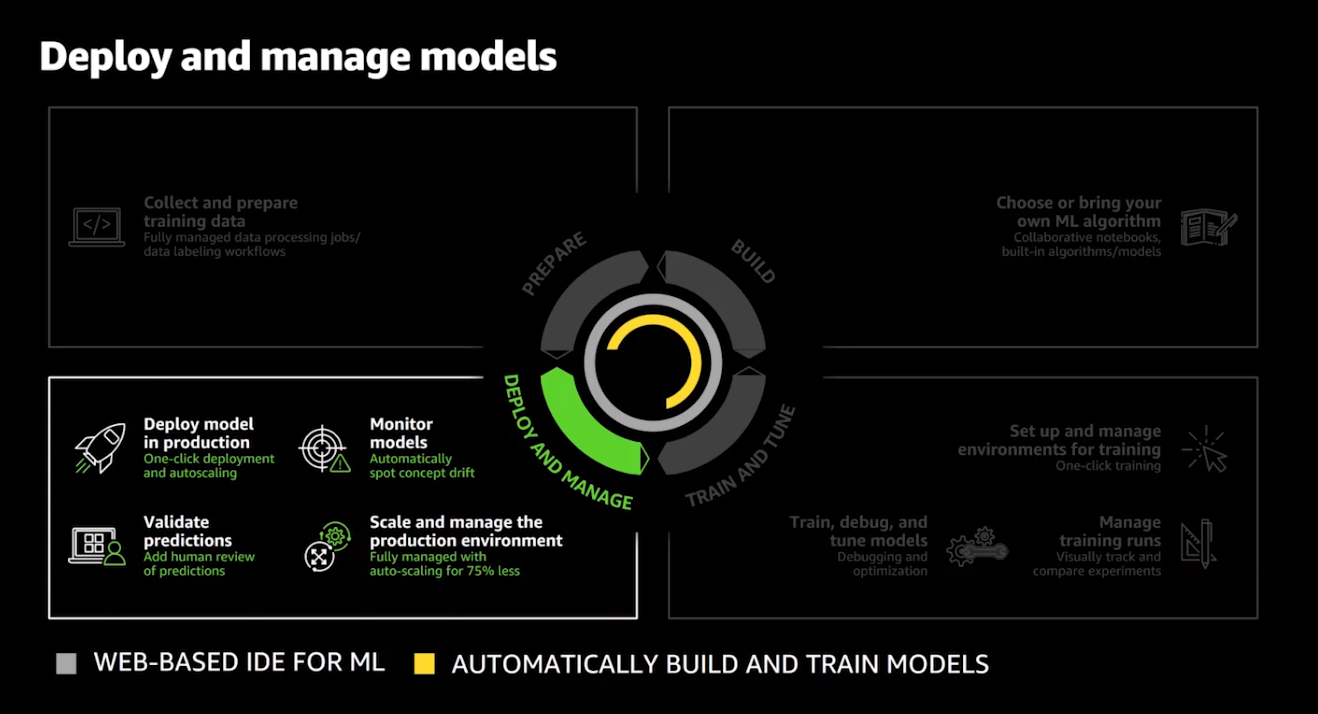 Deploy and manage models
Collect and prepare
training data
Fully managed data processing jobs/
data labeling workflows
Choose or bring your
own ML algorithm
Collaborative notebooks,
built-in algorithms/models
PREPARE
BUILD
DEPLOY AND MANAGE
TRAIN AND TUNE
Deploy model
in production
One-click deployment
and autoscaling
Monitor
models
Automatically
spot concept drift
Validate
predictions
Add human review
of predictions
Scale and manage the
production environment
Fully managed with
auto-scaling for 75% less
Set up and manage
environments for training
One-click training
Train, debug, and
tune models
Debugging and
optimization
Manage
training runs
Visually track and
compare experiments
WEB-BASED IDE FOR ML
AUTOMATICALLY BUILD AND TRAIN MODELS